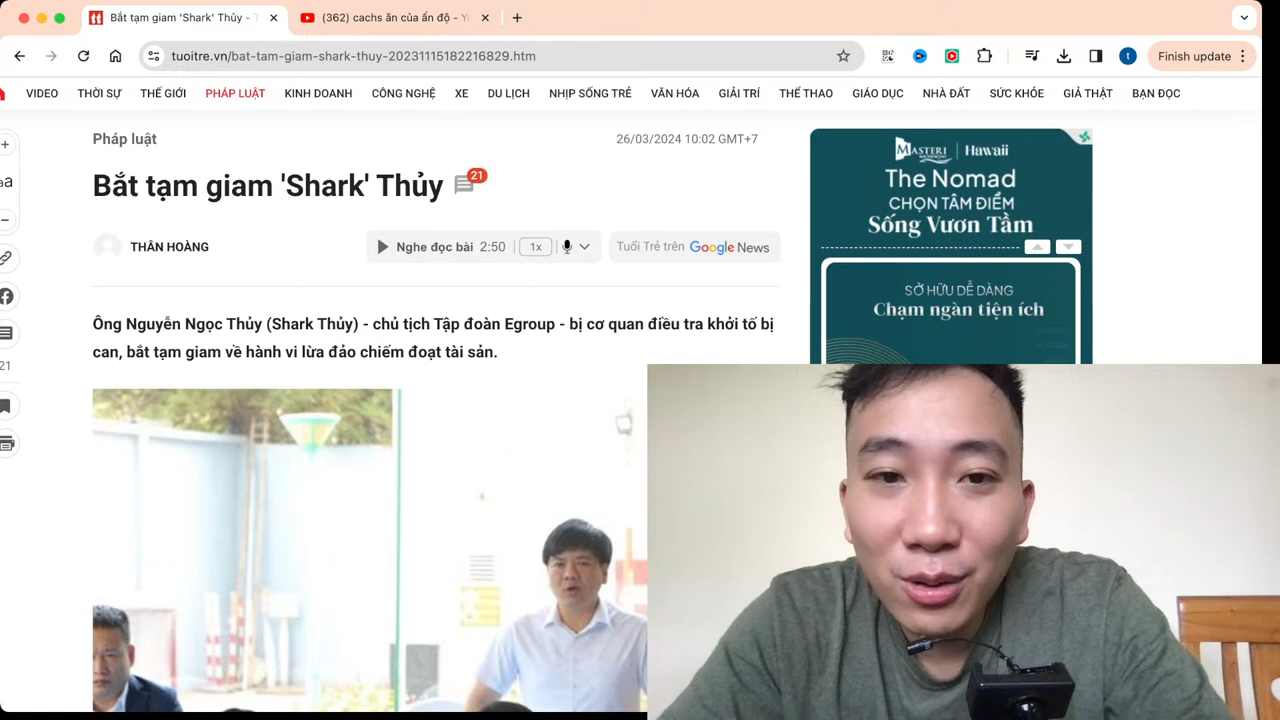 Bắt tạm giam 'Shark' Thủy - T
(362) cachs ăn của ấn độ - Y
tuoitre.vn/bat-tam-giam-shark-thuy-20231115182216829.htm
t
Finish update
VIDEO THỜI SỰ THẾ GIỚI PHÁP LUẬT KINH DOANH CÔNG NGHỆ XE DU LỊCH NHỊP SỐNG TRẺ VĂN HÓA GIẢI TRÍ THỂ THAO GIÁO DỤC NHÀ ĐẤT SỨC KHỎE GIẢ THẬT BẠN ĐỌC
Pháp luật
26/03/2024 10:02 GMT+7
Bắt tạm giam 'Shark' Thủy
21
THÂN HOÀNG
Nghe đọc bài 2:50 1x
Tuổi Trẻ trên Google News
Ông Nguyễn Ngọc Thủy (Shark Thủy) - chủ tịch Tập đoàn Egroup - bị cơ quan điều tra khởi tố bị
can, bắt tạm giam về hành vi lừa đảo chiếm đoạt tài sản.
aa
21
MASTERI WATERFRONT | Hawaii
The Nomad
CHỌN TÂM ĐIỂM
Sống Vươn Tầm
SỞ HỮU DỄ DÀNG
Chạm ngàn tiện ích